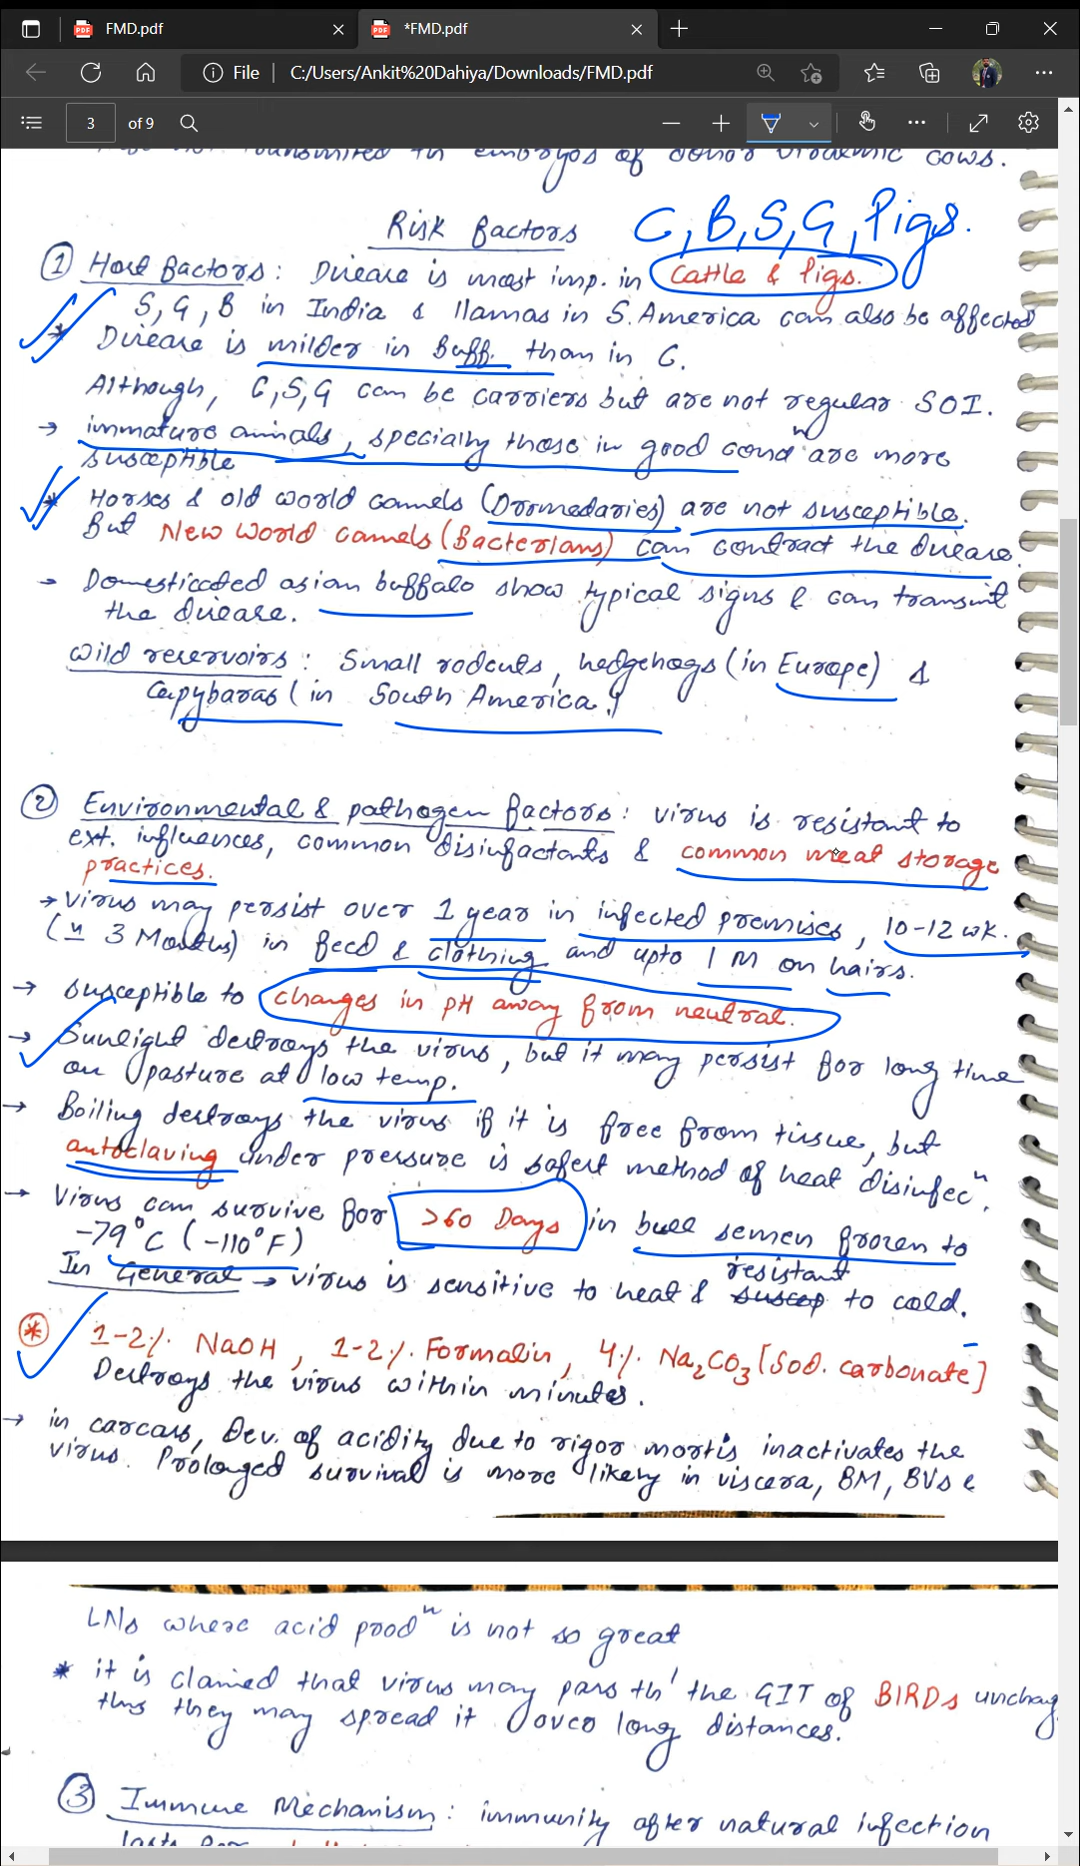 FMD.pdf
*FMD.pdf
File
C:/Users/Ankit%20Dahiya/Downloads/FMD.pdf
3 of 9
transmitted in embryos of donor viraemic cows.
Risk Factors C, B, S, G, Pigs.
① Host Factors: Disease is most imp. in Cattle & Pigs.
S, G, B in India & llamas in S. America can also be affected
* Disease is milder in Buff. than in C.
Although, C, S, G can be carriers but are not regular SOI.
→ immature animals, specially those in good condn are more
susceptible
* Horses & old world camels (Dromedaries) are not susceptible.
But New World camels (Bacterians) can contract the disease.
- Domesticated asian buffalo show typical signs & can transmit
the disease.
Wild reservoirs: Small rodents, hedgehogs (in Europe) &
Capybaras (in South America.)
② Environmental & pathogen factors: virus is resistant to
ext. influences, common disinfactants & common meat storage
practices.
→ Virus may persist over 1 year in infected premises, 10-12 wk.
(≃ 3 Months) in feed & clothing and upto 1 M on hairs.
→ Susceptible to changes in pH away from neutral.
→ Sunlight destroys the virus, but it may persist for long time
on pasture at low temp.
→ Boiling destroys the virus if it is free from tissue, but
autoclaving under pressure is safest method of heat disinfecn.
→ Virus can survive for >60 Days in bull semen frozen to
-79°C (-110°F)
In General → virus is sensitive to heat & resistant to cold.
* 1-2%. NaOH, 1-2%. Formalin, 4%. Na2CO3 [Sod. carbonate]
Destroys the virus within minutes.
→ in carcass, Dev. of acidity due to rigor mortis inactivates the
virus. Prolonged survival is more likely in viscera, BM, BVs &
LNs where acid prodn is not so great
* it is claimed that virus may pass th' the GIT of BIRDs unchag
thus they may spread it over long distances.
③ Immune Mechanism: immunity after natural infection
lasts for